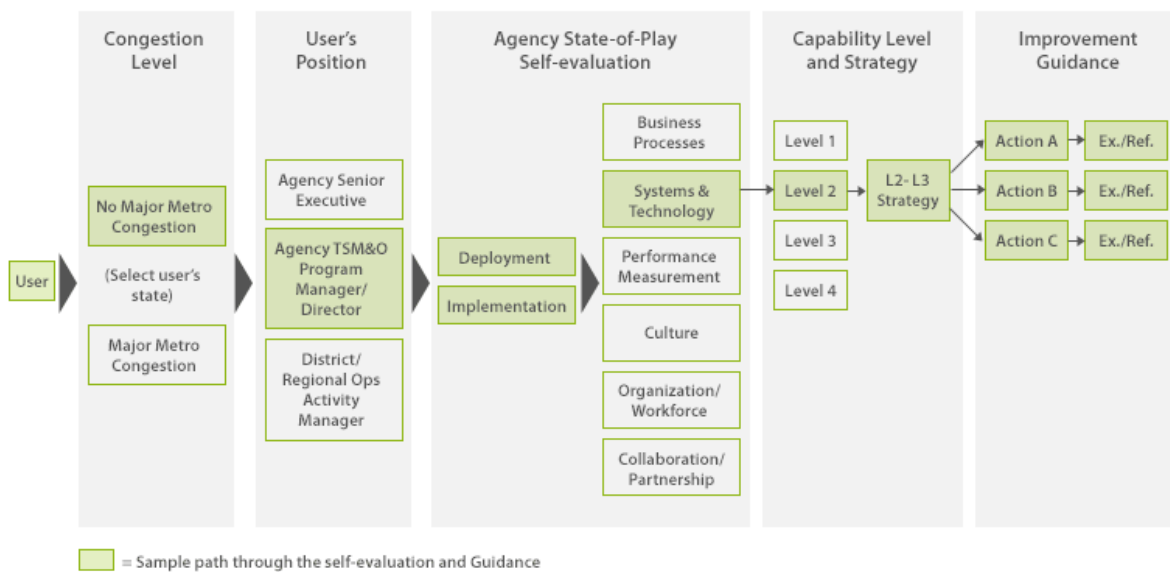 Congestion
Level
User's
Position
Agency State-of-Play
Self-evaluation
Capability Level
and Strategy
Improvement
Guidance
User
No Major Metro
Congestion
(Select user's
state)
Major Metro
Congestion
Agency Senior
Executive
Agency TSM&O
Program
Manager/
Director
District/
Regional Ops
Activity
Manager
Deployment
Implementation
Business
Processes
Systems &
Technology
Performance
Measurement
Culture
Organization/
Workforce
Collaboration/
Partnership
Level 1
Level 2
Level 3
Level 4
L2- L3
Strategy
Action A
Ex./Ref.
Action B
Ex./Ref.
Action C
Ex./Ref.
= Sample path through the self-evaluation and Guidance